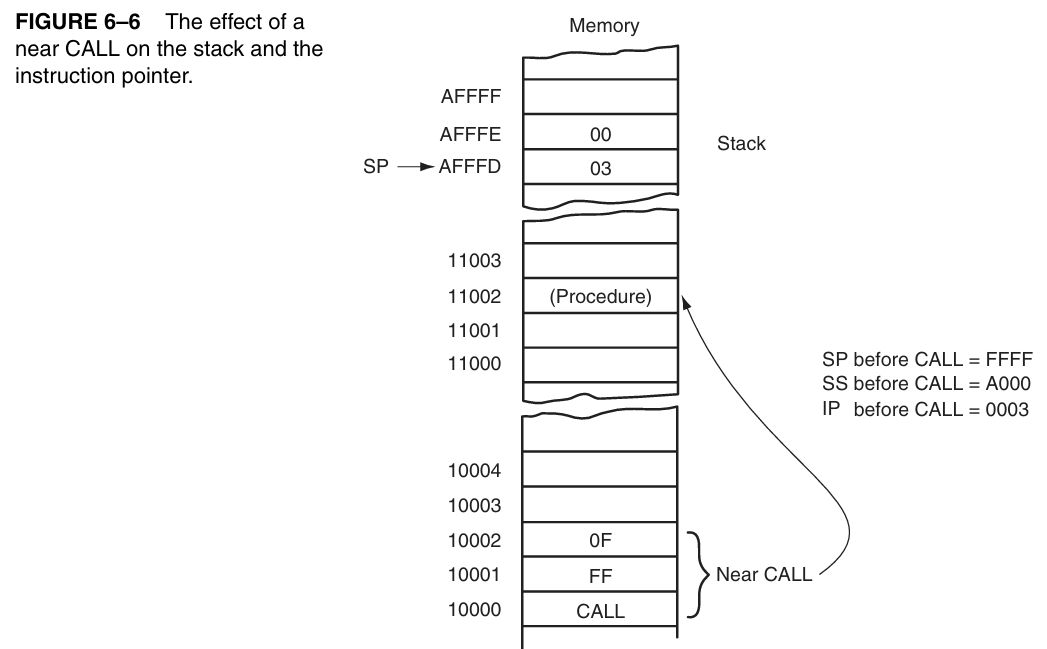 FIGURE 6–6 The effect of a
near CALL on the stack and the
instruction pointer.
Memory
AFFFF
AFFFE 00
Stack
SP AFFFD 03
11003
11002 (Procedure)
11001
11000
SP before CALL = FFFF
SS before CALL = A000
IP before CALL = 0003
10004
10003
10002 0F
10001 FF Near CALL
10000 CALL